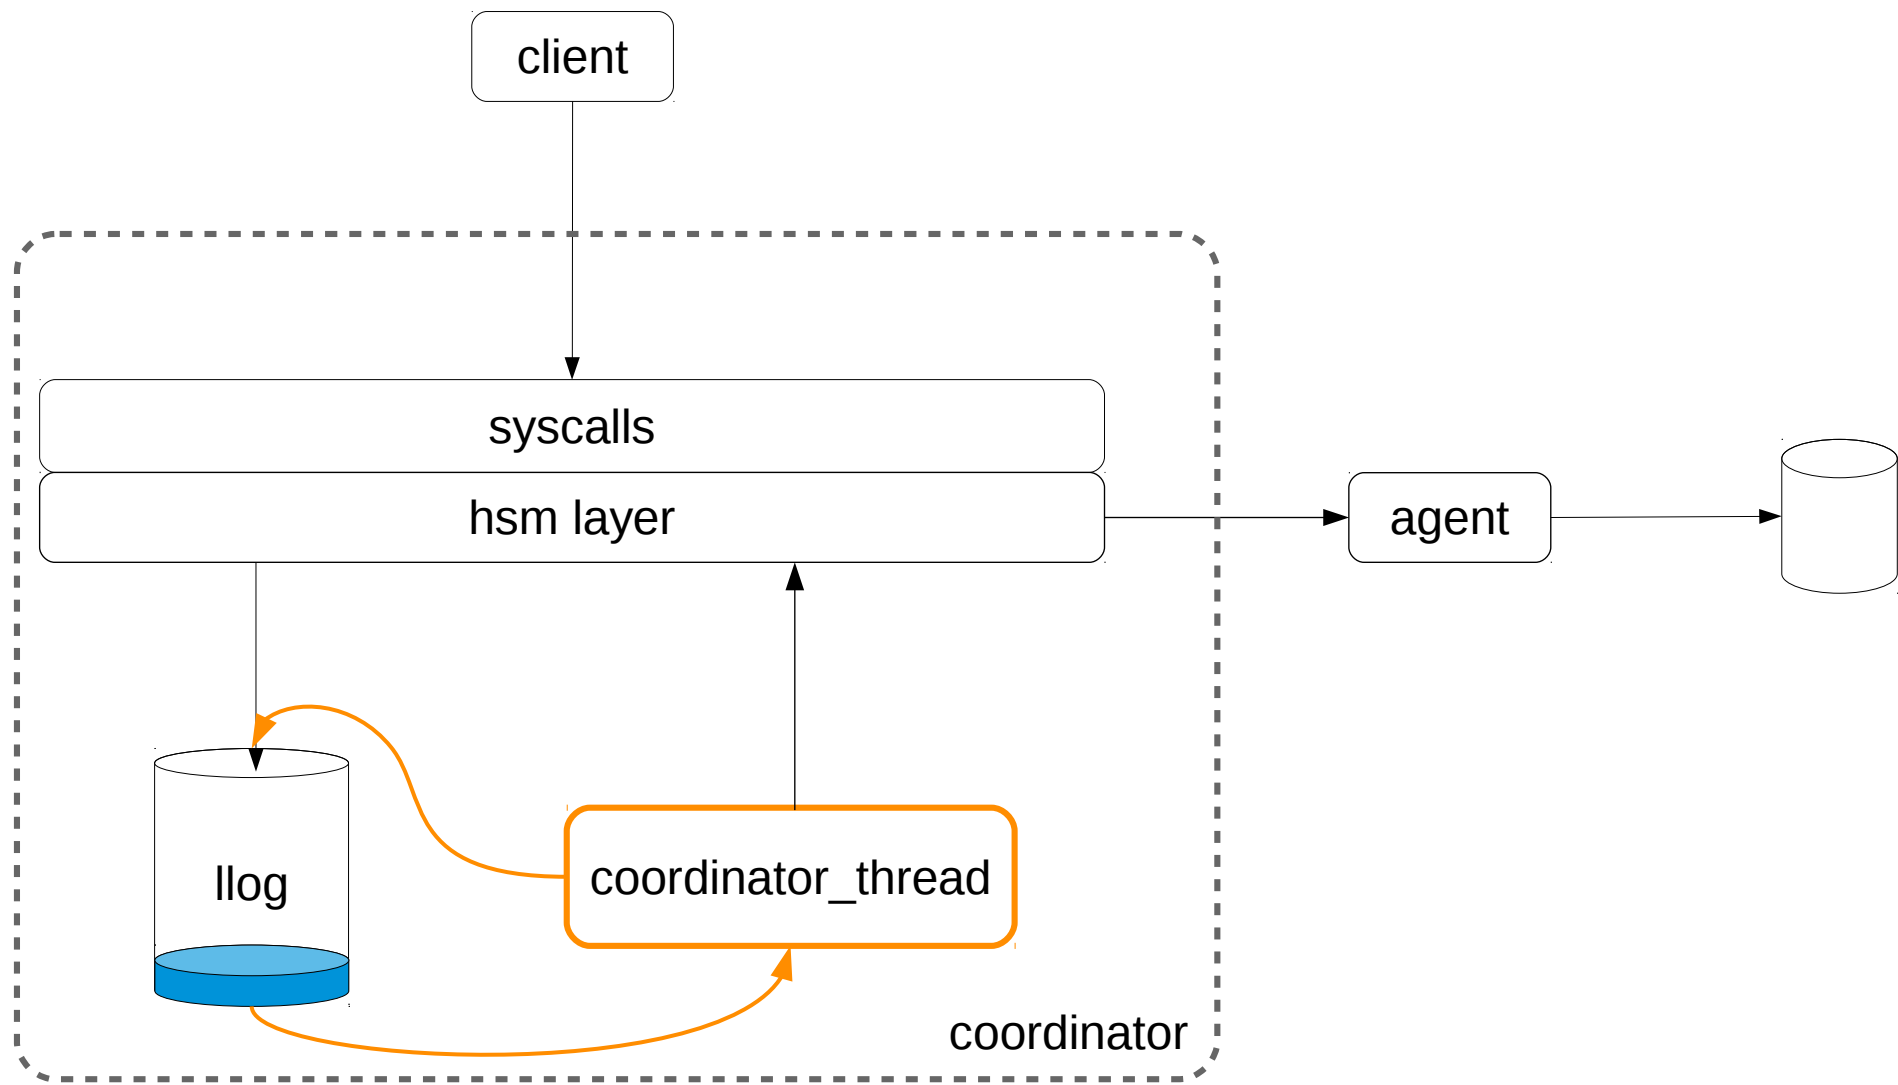 client
syscalls
hsm layer
agent
llog
coordinator_thread
coordinator